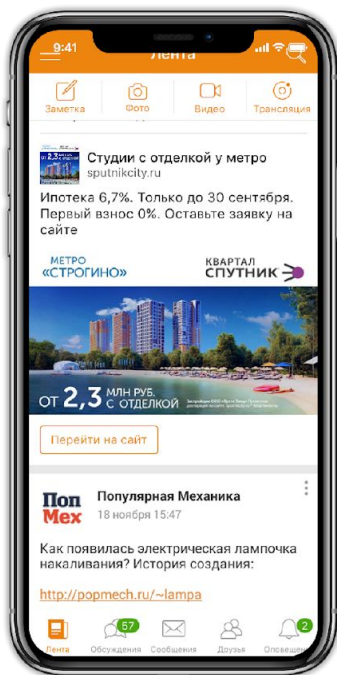 9:41
Лента
Заметка
Фото
Видео
Трансляция
Студии с отделкой у метро
sputnikcity.ru
Ипотека 6,7%. Только до 30 сентября.
Первый взнос 0%. Оставьте заявку на
сайте
МЕТРО
«СТРОГИНО»
КВАРТАЛ
СПУТНИК
ОТ 2,3 МЛН РУБ.
С ОТДЕЛКОЙ
Перейти на сайт
Поп
Мех
Популярная Механика
18 ноября 15:47
Как появилась электрическая лампочка
накаливания? История создания:
http://popmech.ru/~lampa
57
2
Лента
Обсуждения
Сообщения
Друзья
Оповещен